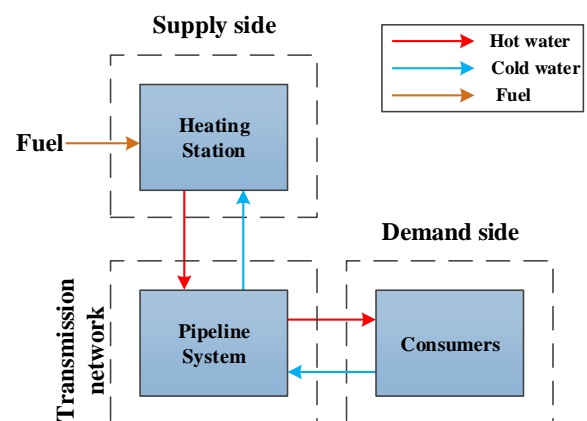 Supply side
Hot water
Cold water
Fuel
Fuel
Heating
Station
Demand side
Transmission
network
Pipeline
System
Consumers